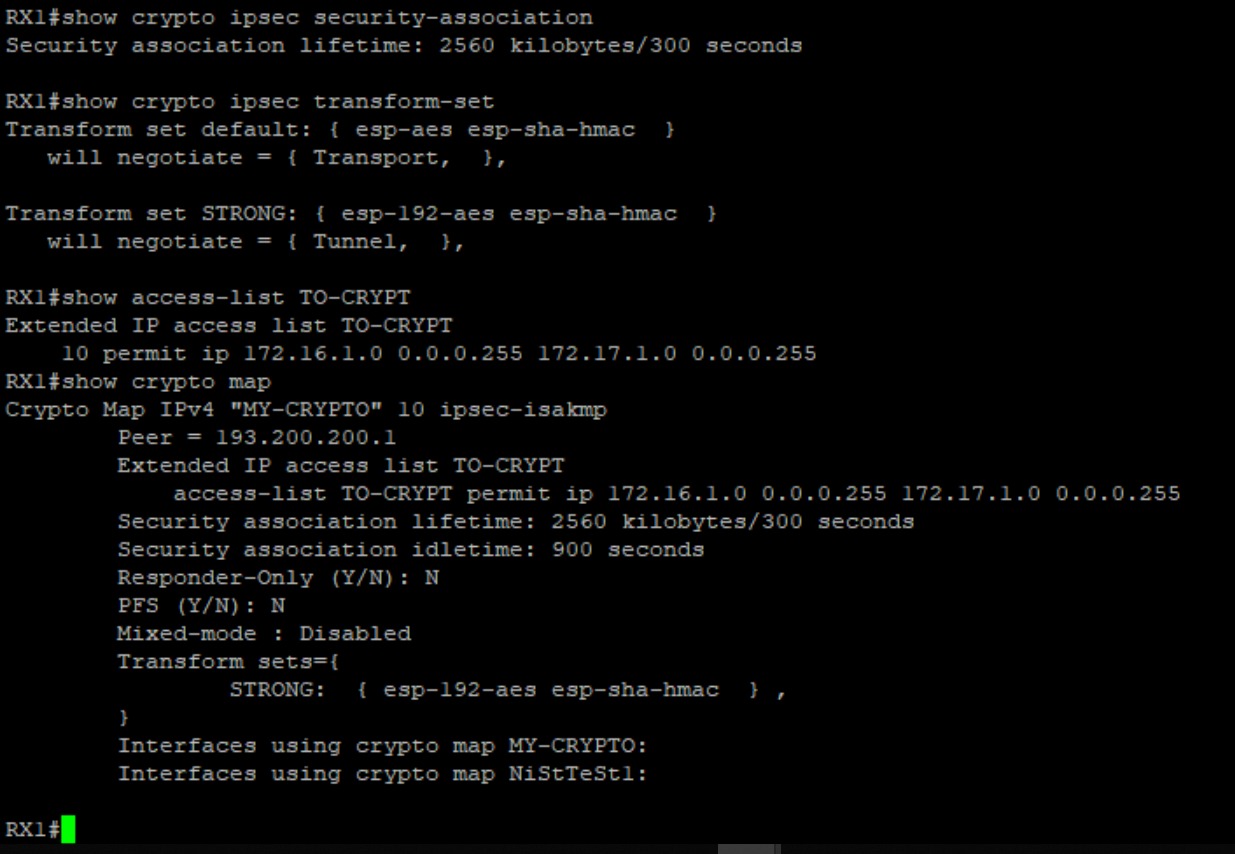 RX1#show crypto ipsec security-association
Security association lifetime: 2560 kilobytes/300 seconds
RX1#show crypto ipsec transform-set
Transform set default: { esp-aes esp-sha-hmac  }
   will negotiate = { Transport,  },
Transform set STRONG: { esp-192-aes esp-sha-hmac  }
   will negotiate = { Tunnel,  },
RX1#show access-list TO-CRYPT
Extended IP access list TO-CRYPT
    10 permit ip 172.16.1.0 0.0.0.255 172.17.1.0 0.0.0.255
RX1#show crypto map
Crypto Map IPv4 "MY-CRYPTO" 10 ipsec-isakmp
        Peer = 193.200.200.1
        Extended IP access list TO-CRYPT
            access-list TO-CRYPT permit ip 172.16.1.0 0.0.0.255 172.17.1.0 0.0.0.255
        Security association lifetime: 2560 kilobytes/300 seconds
        Security association idletime: 900 seconds
        Responder-Only (Y/N): N
        PFS (Y/N): N
        Mixed-mode : Disabled
        Transform sets={
                STRONG:  { esp-192-aes esp-sha-hmac  } ,
        }
        Interfaces using crypto map MY-CRYPTO:
        Interfaces using crypto map NiStTeSt1:
RX1#